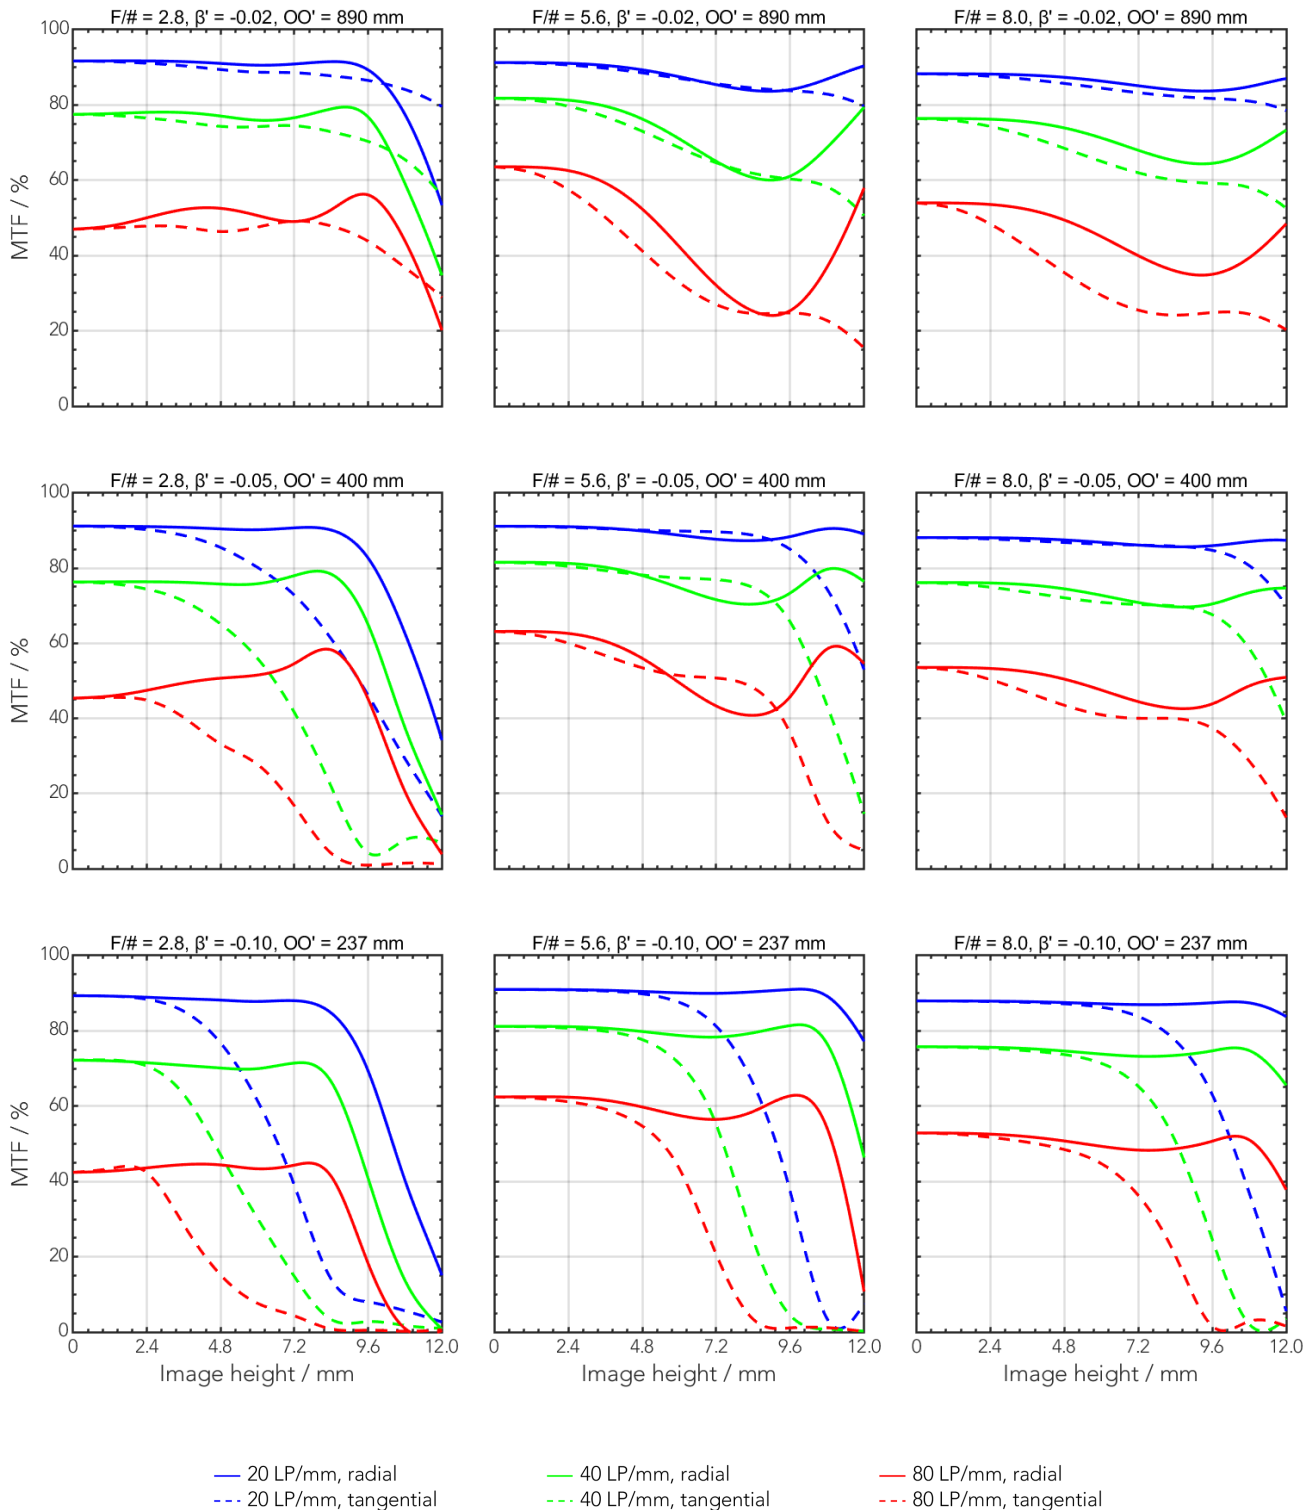 F/# = 2.8, β' = -0.02, OO' = 890 mm
F/# = 5.6, β' = -0.02, OO' = 890 mm
F/# = 8.0, β' = -0.02, OO' = 890 mm
100
80
60
40
20
0
MTF / %
F/# = 2.8, β' = -0.05, OO' = 400 mm
F/# = 5.6, β' = -0.05, OO' = 400 mm
F/# = 8.0, β' = -0.05, OO' = 400 mm
100
80
60
40
20
0
MTF / %
F/# = 2.8, β' = -0.10, OO' = 237 mm
F/# = 5.6, β' = -0.10, OO' = 237 mm
F/# = 8.0, β' = -0.10, OO' = 237 mm
100
80
60
40
20
0
MTF / %
0 2.4 4.8 7.2 9.6 12.0
0 2.4 4.8 7.2 9.6 12.0
0 2.4 4.8 7.2 9.6 12.0
Image height / mm
Image height / mm
Image height / mm
20 LP/mm, radial
40 LP/mm, radial
80 LP/mm, radial
20 LP/mm, tangential
40 LP/mm, tangential
80 LP/mm, tangential